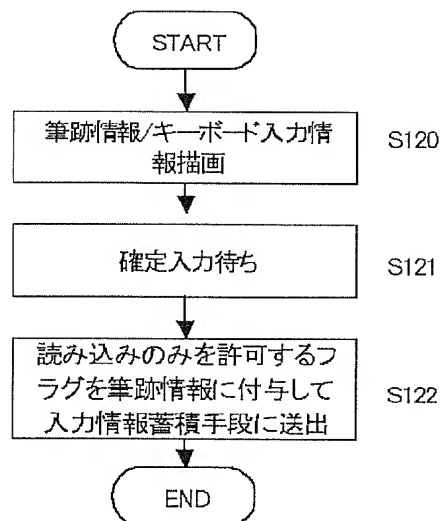 START
筆跡情報/キーボード入力情
報描画
S120
確定入力待ち
S121
読み込みのみを許可するフ
ラグを筆跡情報に付与して
入力情報蓄積手段に送出
S122
END